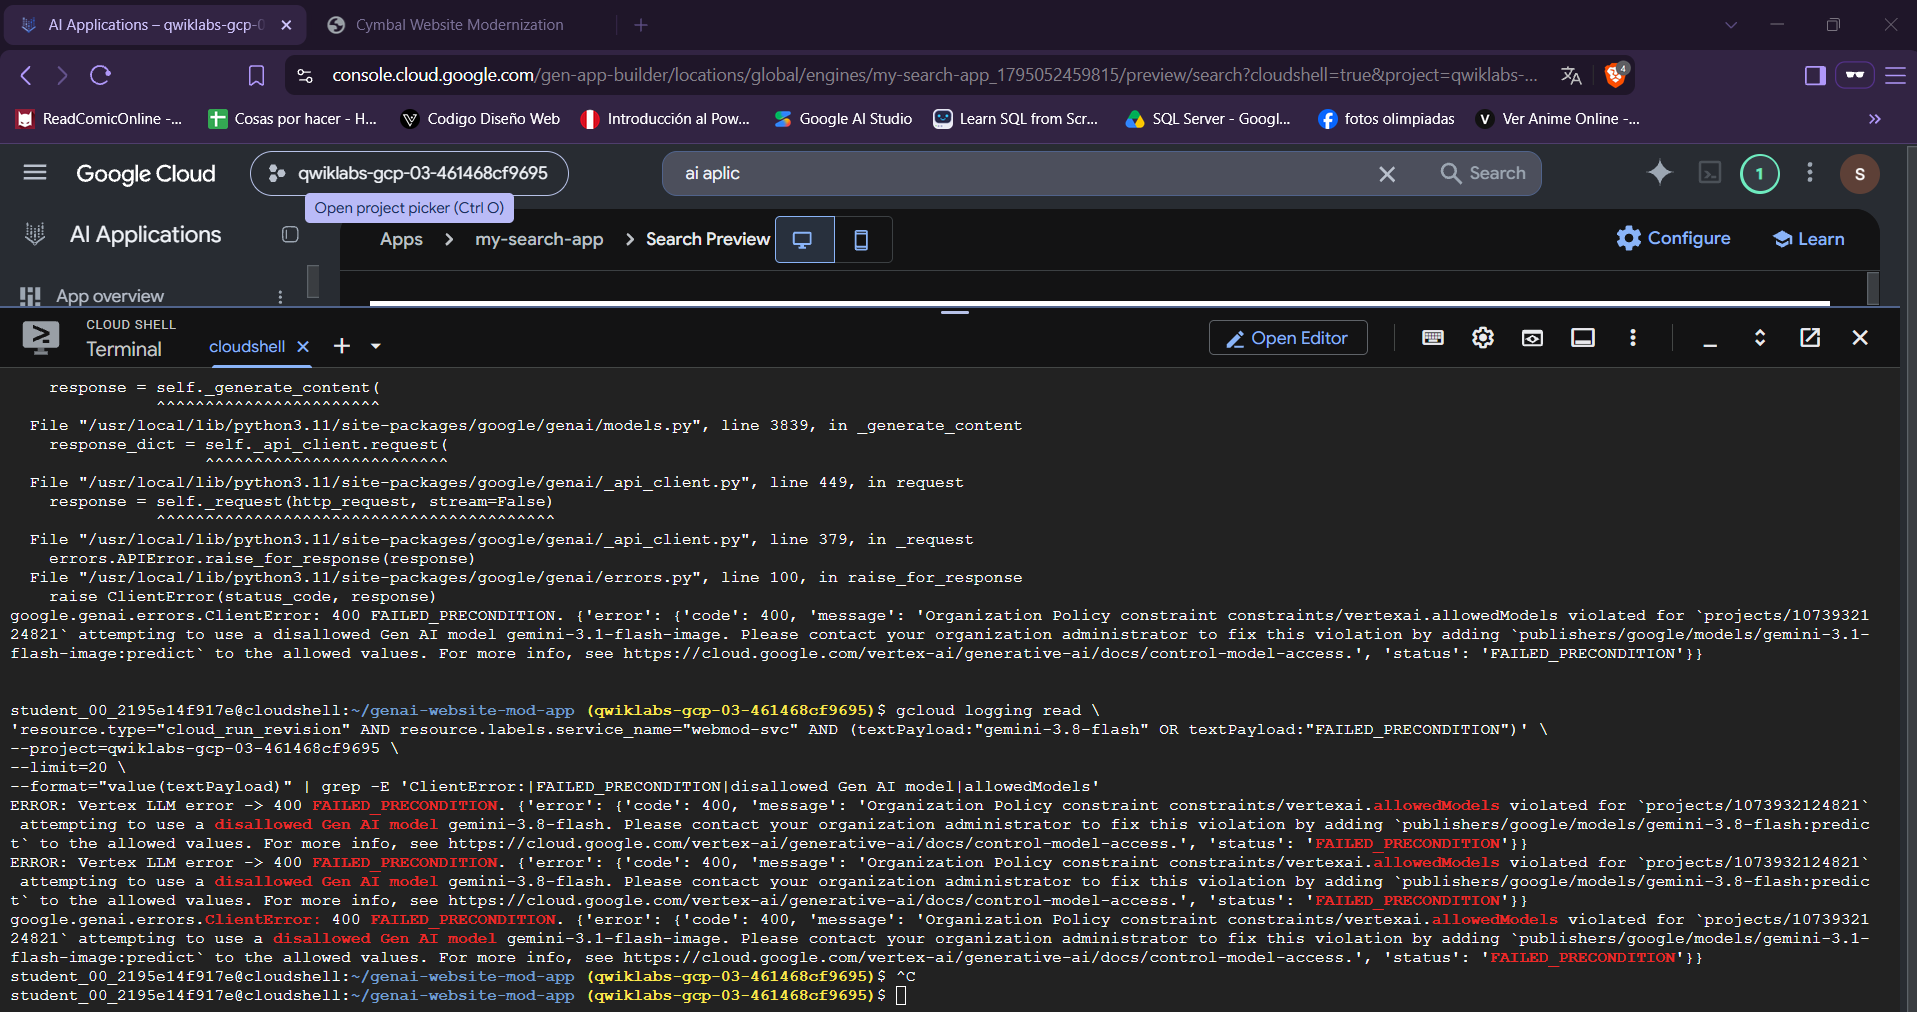 AI Applications – qwiklabs-gcp-0
Cymbal Website Modernization
console.cloud.google.com/gen-app-builder/locations/global/engines/my-search-app_1795052459815/preview/search?cloudshell=true&project=qwiklabs-...
4
ReadComicOnline -...
Cosas por hacer - H...
Codigo Diseño Web
Introducción al Pow...
Google AI Studio
Learn SQL from Scr...
SQL Server - Googl...
fotos olimpiadas
Ver Anime Online -...
Google Cloud
qwiklabs-gcp-03-461468cf9695
ai aplic
Search
1
S
Open project picker (Ctrl O)
AI Applications
Apps > my-search-app > Search Preview
Configure
Learn
App overview
CLOUD SHELL
Terminal
cloudshell
Open Editor
response = self._generate_content(
^^^^^^^^^^^^^^^^^^^^^^^
File "/usr/local/lib/python3.11/site-packages/google/genai/models.py", line 3839, in _generate_content
response_dict = self._api_client.request(
^^^^^^^^^^^^^^^^^^^^^^^^^
File "/usr/local/lib/python3.11/site-packages/google/genai/_api_client.py", line 449, in request
response = self._request(http_request, stream=False)
^^^^^^^^^^^^^^^^^^^^^^^^^^^^^^^^^^^^^^^^^
File "/usr/local/lib/python3.11/site-packages/google/genai/_api_client.py", line 379, in _request
errors.APIError.raise_for_response(response)
File "/usr/local/lib/python3.11/site-packages/google/genai/errors.py", line 100, in raise_for_response
raise ClientError(status_code, response)
google.genai.errors.ClientError: 400 FAILED_PRECONDITION. {'error': {'code': 400, 'message': 'Organization Policy constraint constraints/vertexai.allowedModels violated for `projects/10739321
24821` attempting to use a disallowed Gen AI model gemini-3.1-flash-image. Please contact your organization administrator to fix this violation by adding `publishers/google/models/gemini-3.1-
flash-image:predict` to the allowed values. For more info, see https://cloud.google.com/vertex-ai/generative-ai/docs/control-model-access.', 'status': 'FAILED_PRECONDITION'}}
student_00_2195e14f917e@cloudshell:~/genai-website-mod-app (qwiklabs-gcp-03-461468cf9695)$ gcloud logging read \
'resource.type="cloud_run_revision" AND resource.labels.service_name="webmod-svc" AND (textPayload:"gemini-3.8-flash" OR textPayload:"FAILED_PRECONDITION")' \
--project=qwiklabs-gcp-03-461468cf9695 \
--limit=20 \
--format="value(textPayload)" | grep -E 'ClientError:|FAILED_PRECONDITION|disallowed Gen AI model|allowedModels'
ERROR: Vertex LLM error -> 400 FAILED_PRECONDITION. {'error': {'code': 400, 'message': 'Organization Policy constraint constraints/vertexai.allowedModels violated for `projects/1073932124821`
attempting to use a disallowed Gen AI model gemini-3.8-flash. Please contact your organization administrator to fix this violation by adding `publishers/google/models/gemini-3.8-flash:predic
t` to the allowed values. For more info, see https://cloud.google.com/vertex-ai/generative-ai/docs/control-model-access.', 'status': 'FAILED_PRECONDITION'}}
ERROR: Vertex LLM error -> 400 FAILED_PRECONDITION. {'error': {'code': 400, 'message': 'Organization Policy constraint constraints/vertexai.allowedModels violated for `projects/1073932124821`
attempting to use a disallowed Gen AI model gemini-3.8-flash. Please contact your organization administrator to fix this violation by adding `publishers/google/models/gemini-3.8-flash:predic
t` to the allowed values. For more info, see https://cloud.google.com/vertex-ai/generative-ai/docs/control-model-access.', 'status': 'FAILED_PRECONDITION'}}
google.genai.errors.ClientError: 400 FAILED_PRECONDITION. {'error': {'code': 400, 'message': 'Organization Policy constraint constraints/vertexai.allowedModels violated for `projects/10739321
24821` attempting to use a disallowed Gen AI model gemini-3.1-flash-image. Please contact your organization administrator to fix this violation by adding `publishers/google/models/gemini-3.1-
flash-image:predict` to the allowed values. For more info, see https://cloud.google.com/vertex-ai/generative-ai/docs/control-model-access.', 'status': 'FAILED_PRECONDITION'}}
student_00_2195e14f917e@cloudshell:~/genai-website-mod-app (qwiklabs-gcp-03-461468cf9695)$ ^C
student_00_2195e14f917e@cloudshell:~/genai-website-mod-app (qwiklabs-gcp-03-461468cf9695)$